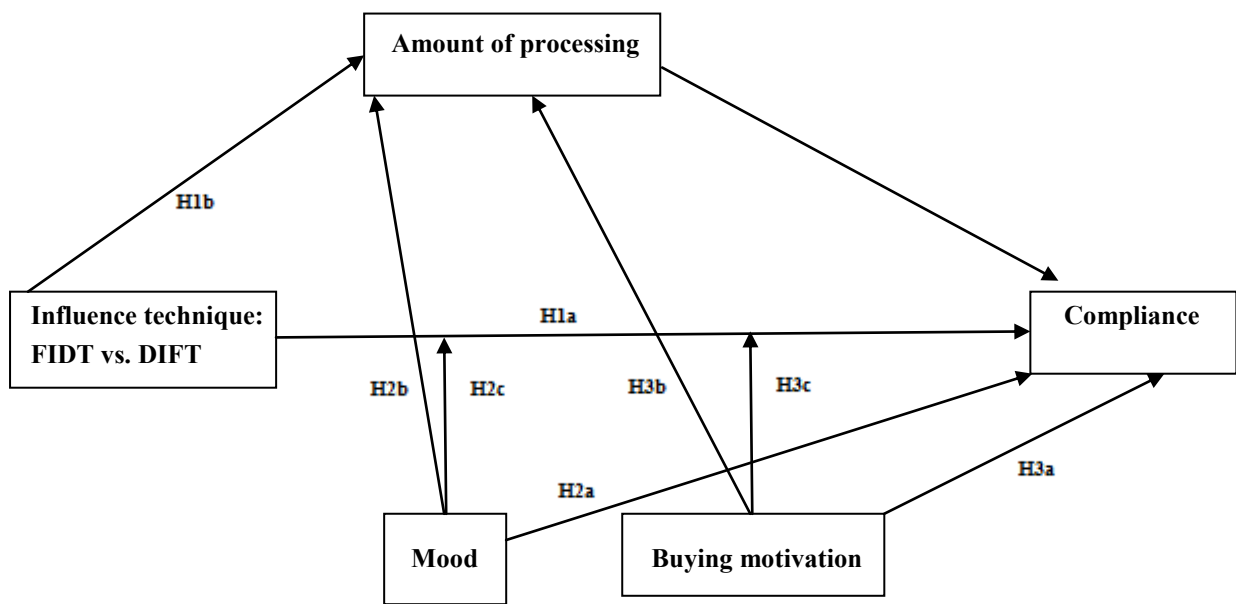 Amount of processing
H1b
Influence technique:
FIDT vs. DIFT
H1a
Compliance
H2b
H2c
H3b
H3c
H2a
H3a
Mood
Buying motivation